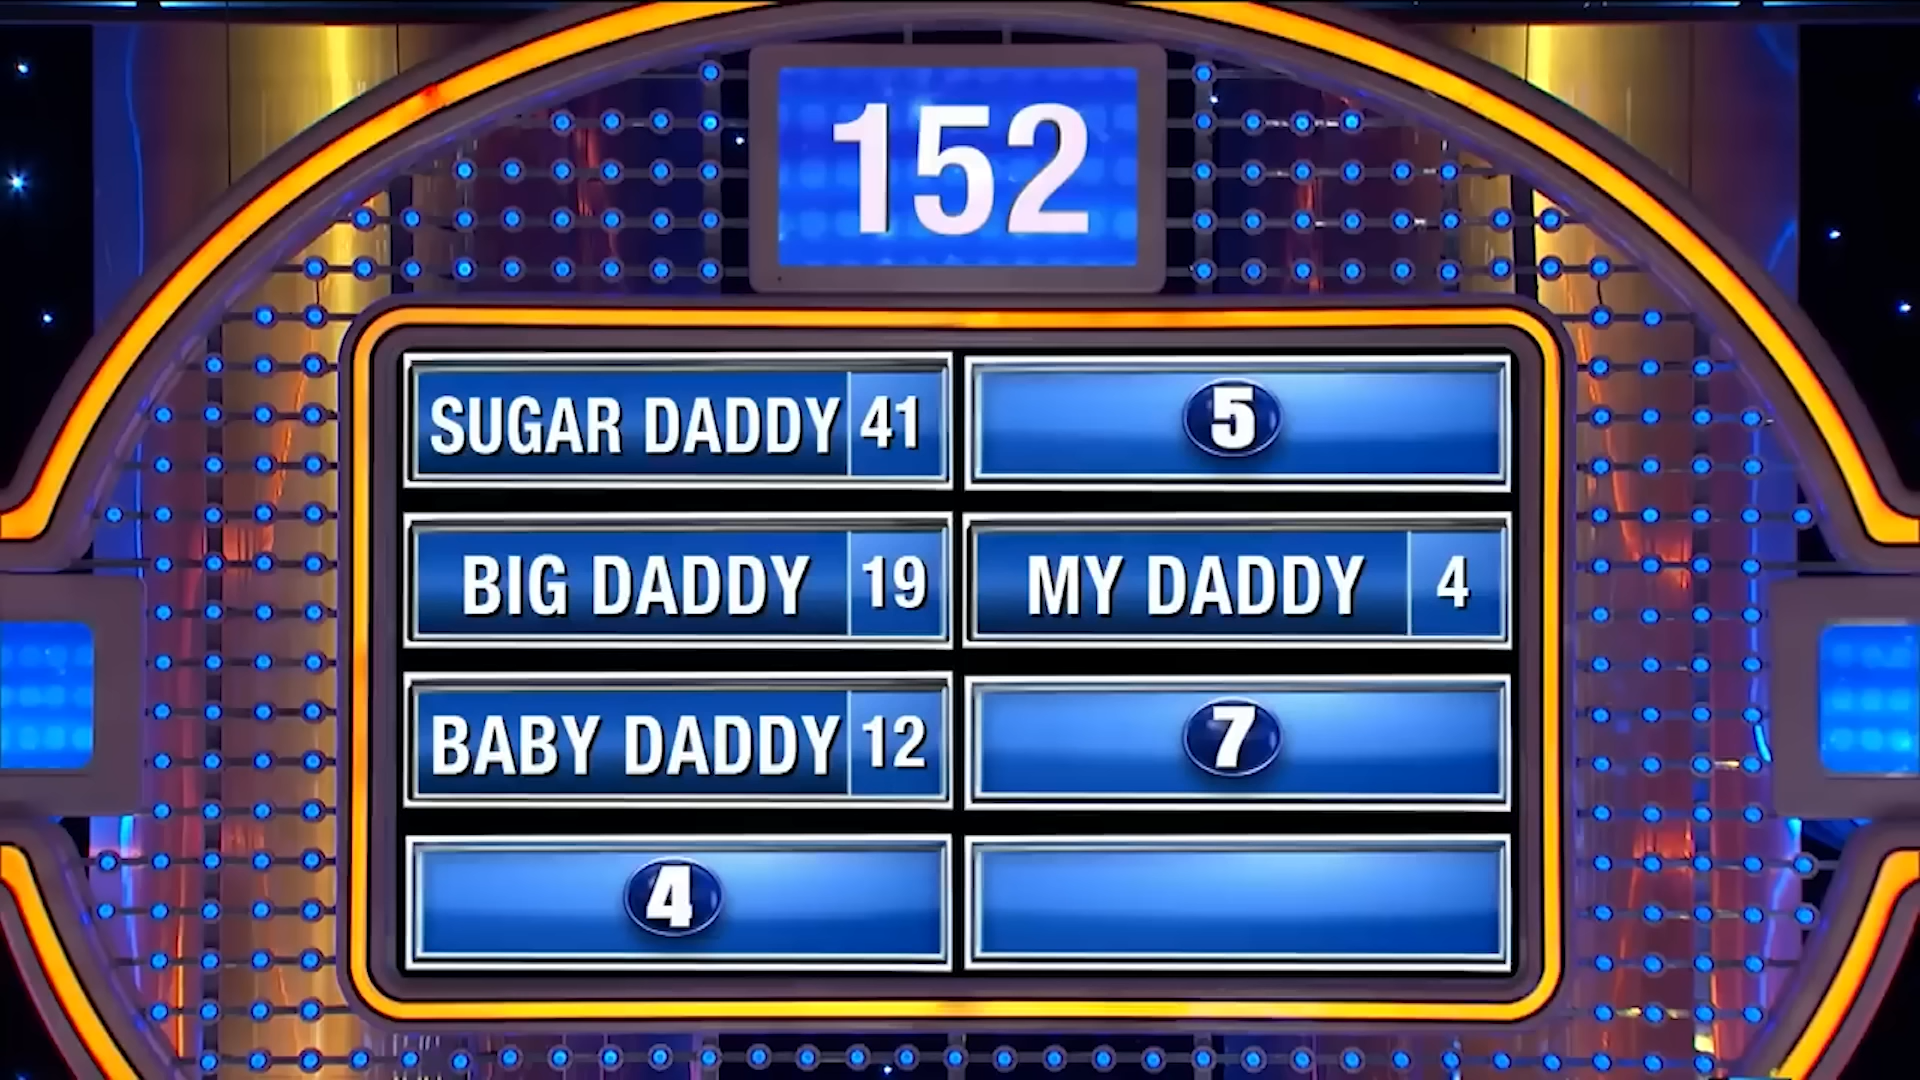 152
SUGAR DADDY 41
BIG DADDY 19
BABY DADDY 12
4
5
MY DADDY 4
7